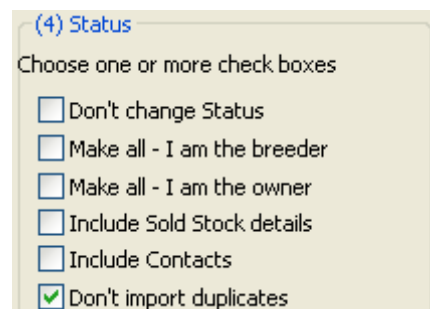 (4) Status
Choose one or more check boxes
Don't change Status
Make all - I am the breeder
Make all - I am the owner
Include Sold Stock details
Include Contacts
Don't import duplicates